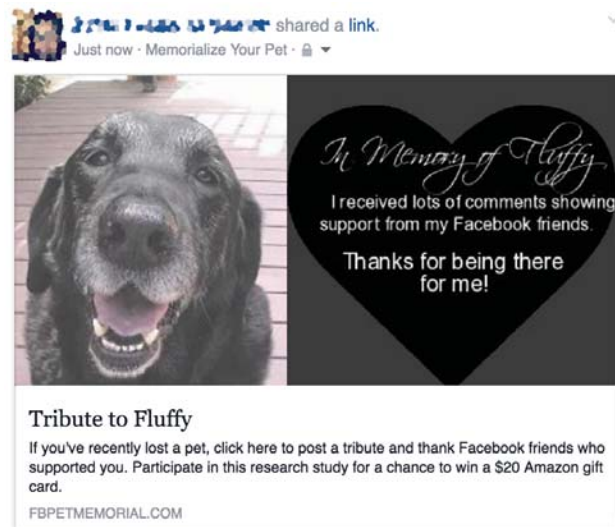 shared a link.
Just now · Memorialize Your Pet ·
In Memory of Fluffy
I received lots of comments showing
support from my Facebook friends.
Thanks for being there
for me!
Tribute to Fluffy
If you've recently lost a pet, click here to post a tribute and thank Facebook friends who
supported you. Participate in this research study for a chance to win a $20 Amazon gift
card.
FBPETMEMORIAL.COM